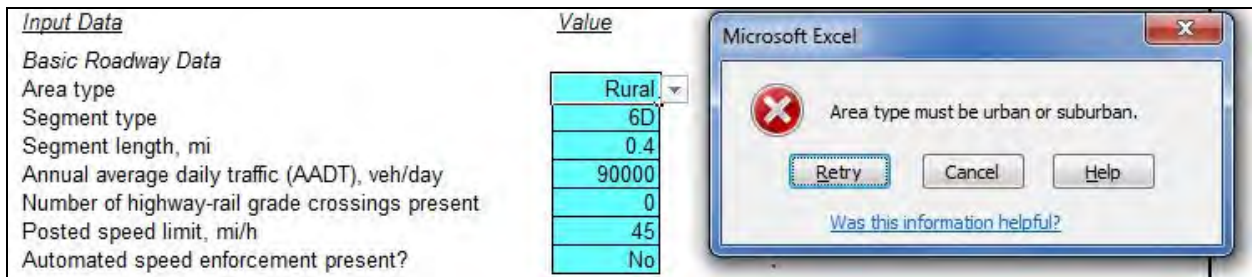 Input Data Value
Basic Roadway Data
Area type Rural
Segment type 6D
Segment length, mi 0.4
Annual average daily traffic (AADT), veh/day 90000
Number of highway-rail grade crossings present 0
Posted speed limit, mi/h 45
Automated speed enforcement present? No
Microsoft Excel
Area type must be urban or suburban.
Retry Cancel Help
Was this information helpful?